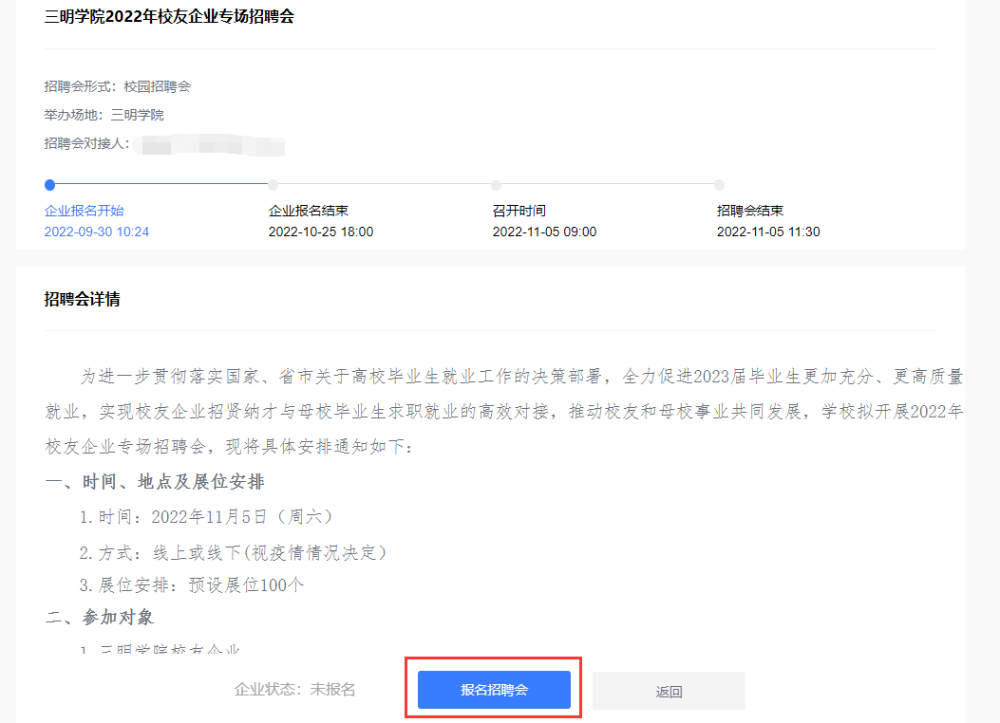 三明学院2022年校友企业专场招聘会
招聘会形式：校园招聘会
举办场地：三明学院
招聘会对接人：
企业报名开始 企业报名结束 召开时间 招聘会结束
2022-09-30 10:24 2022-10-25 18:00 2022-11-05 09:00 2022-11-05 11:30
招聘会详情
为进一步贯彻落实国家、省市关于高校毕业生就业工作的决策部署，全力促进2023届毕业生更加充分、更高质量
就业，实现校友企业招贤纳才与母校毕业生求职就业的高效对接，推动校友和母校事业共同发展，学校拟开展2022年
校友企业专场招聘会，现将具体安排通知如下：
一、时间、地点及展位安排
1.时间：2022年11月5日（周六）
2.方式：线上或线下(视疫情情况决定）
3.展位安排：预设展位100个
二、参加对象
1.三明学院校友企业
企业状态：未报名 报名招聘会 返回